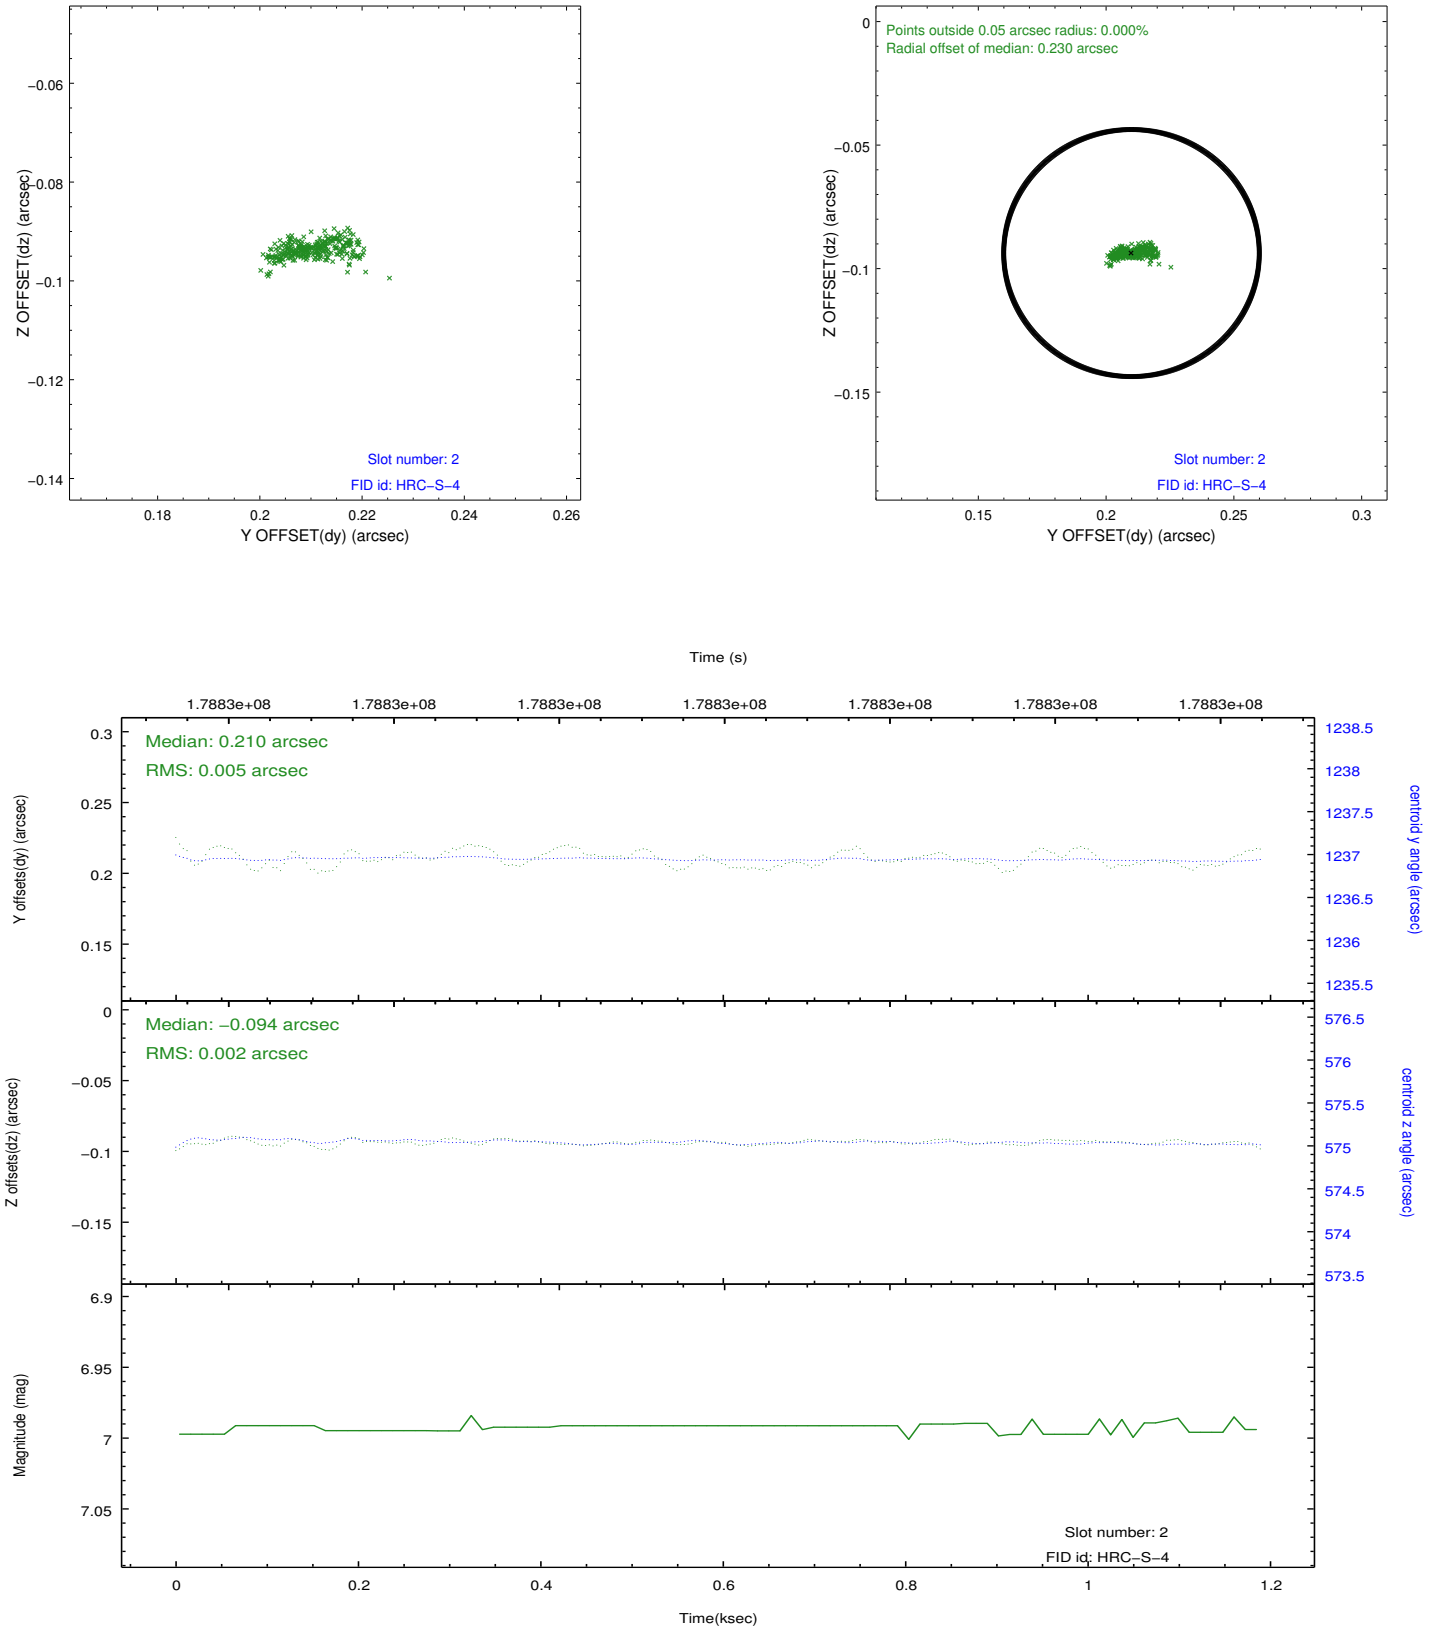 −0.06
−0.08
−0.1
−0.12
−0.14
Z OFFSET(dz) (arcsec)
Slot number: 2
FID id: HRC−S−4
0.18 0.2 0.22 0.24 0.26
Y OFFSET(dy) (arcsec)
Points outside 0.05 arcsec radius: 0.000%
Radial offset of median: 0.230 arcsec
0
−0.05
−0.1
−0.15
Z OFFSET(dz) (arcsec)
Slot number: 2
FID id: HRC−S−4
0.15 0.2 0.25 0.3
Y OFFSET(dy) (arcsec)
Time (s)
1.7883e+08 1.7883e+08 1.7883e+08 1.7883e+08 1.7883e+08 1.7883e+08 1.7883e+08
Median: 0.210 arcsec
RMS: 0.005 arcsec
0.3
0.25
0.2
0.15
Y offsets(dy) (arcsec)
1238.5
1238
1237.5
1237
1236.5
1236
1235.5
centroid y angle (arcsec)
Median: −0.094 arcsec
RMS: 0.002 arcsec
0
−0.05
−0.1
−0.15
Z offsets(dz) (arcsec)
576.5
576
575.5
575
574.5
574
573.5
centroid z angle (arcsec)
6.9
6.95
7
7.05
Magnitude (mag)
Slot number: 2
FID id: HRC−S−4
0 0.2 0.4 0.6 0.8 1 1.2
Time(ksec)